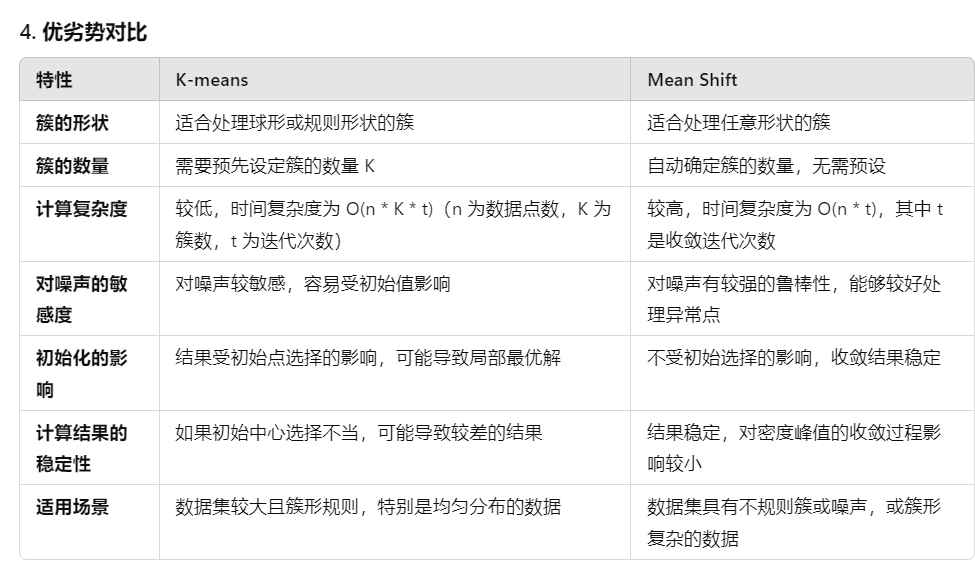 4. 优劣势对比
特性
K-means
Mean Shift
簇的形状
适合处理球形或规则形状的簇
适合处理任意形状的簇
簇的数量
需要预先设定簇的数量 K
自动确定簇的数量，无需预设
计算复杂度
较低，时间复杂度为 O(n * K * t)（n 为数据点数，K 为
簇数，t 为迭代次数）
较高，时间复杂度为 O(n * t)，其中 t
是收敛迭代次数
对噪声的敏
感度
对噪声较敏感，容易受初始值影响
对噪声有较强的鲁棒性，能够较好处
理异常点
初始化的影
响
结果受初始点选择的影响，可能导致局部最优解
不受初始选择的影响，收敛结果稳定
计算结果的
稳定性
如果初始中心选择不当，可能导致较差的结果
结果稳定，对密度峰值的收敛过程影
响较小
适用场景
数据集较大且簇形规则，特别是均匀分布的数据
数据集具有不规则簇或噪声，或簇形
复杂的数据